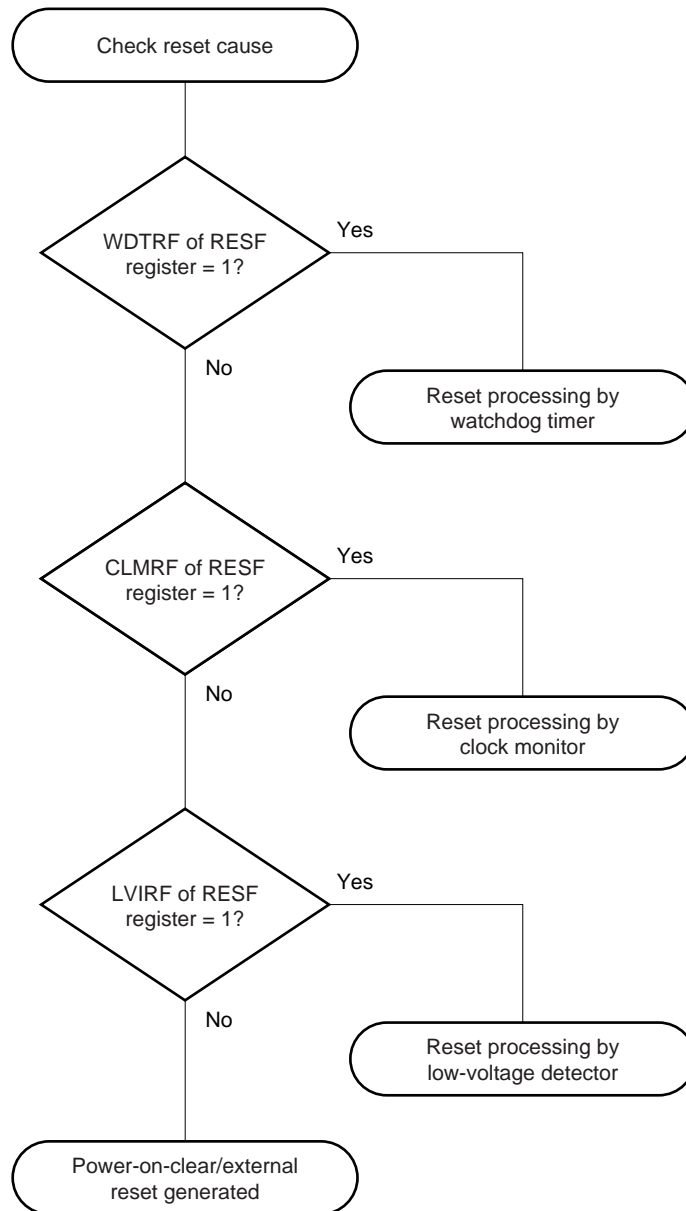 Check reset cause
WDTRF of RESF
register = 1?
Yes
No
Reset processing by
watchdog timer
CLMRF of RESF
register = 1?
Yes
No
Reset processing by
clock monitor
LVIRF of RESF
register = 1?
Yes
No
Reset processing by
low-voltage detector
Power-on-clear/external
reset generated